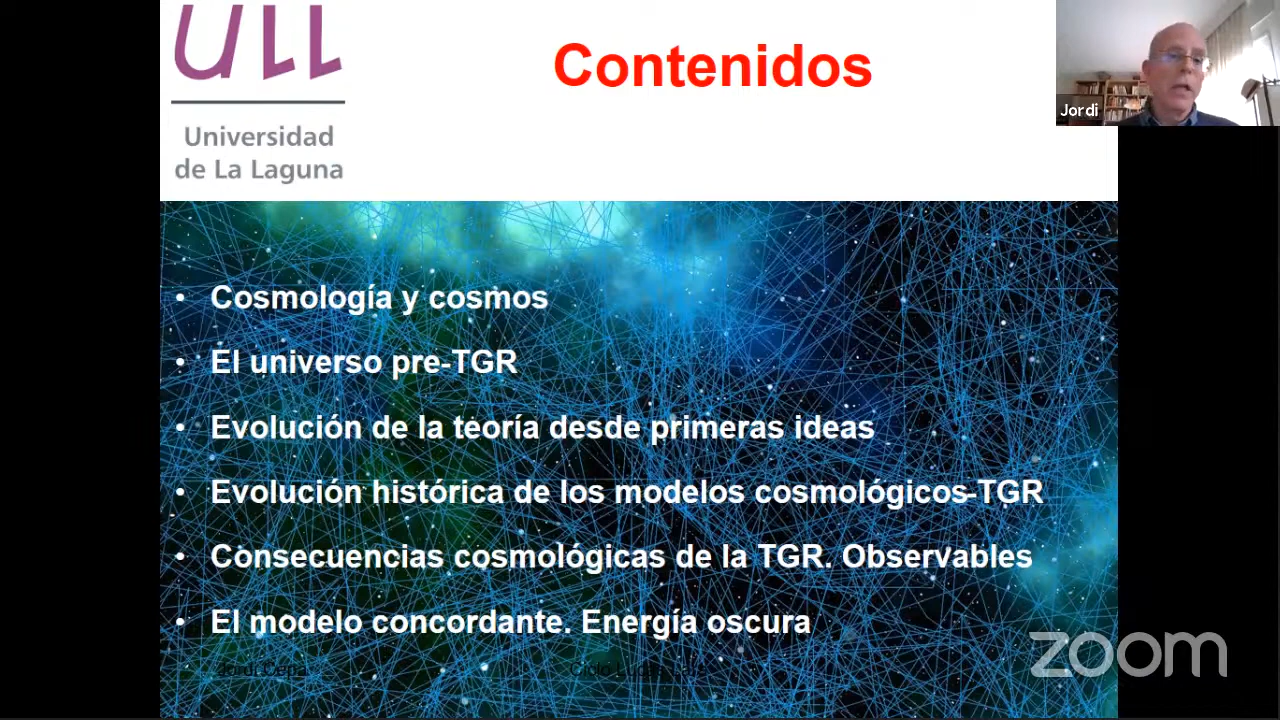 ULL
Universidad
de La Laguna
Contenidos
Jordi
• Cosmología y cosmos
• El universo pre-TGR
• Evolución de la teoría desde primeras ideas
• Evolución histórica de los modelos cosmológicos-TGR
• Consecuencias cosmológicas de la TGR. Observables
• El modelo concordante. Energía oscura
Jordi Cepa
zoom